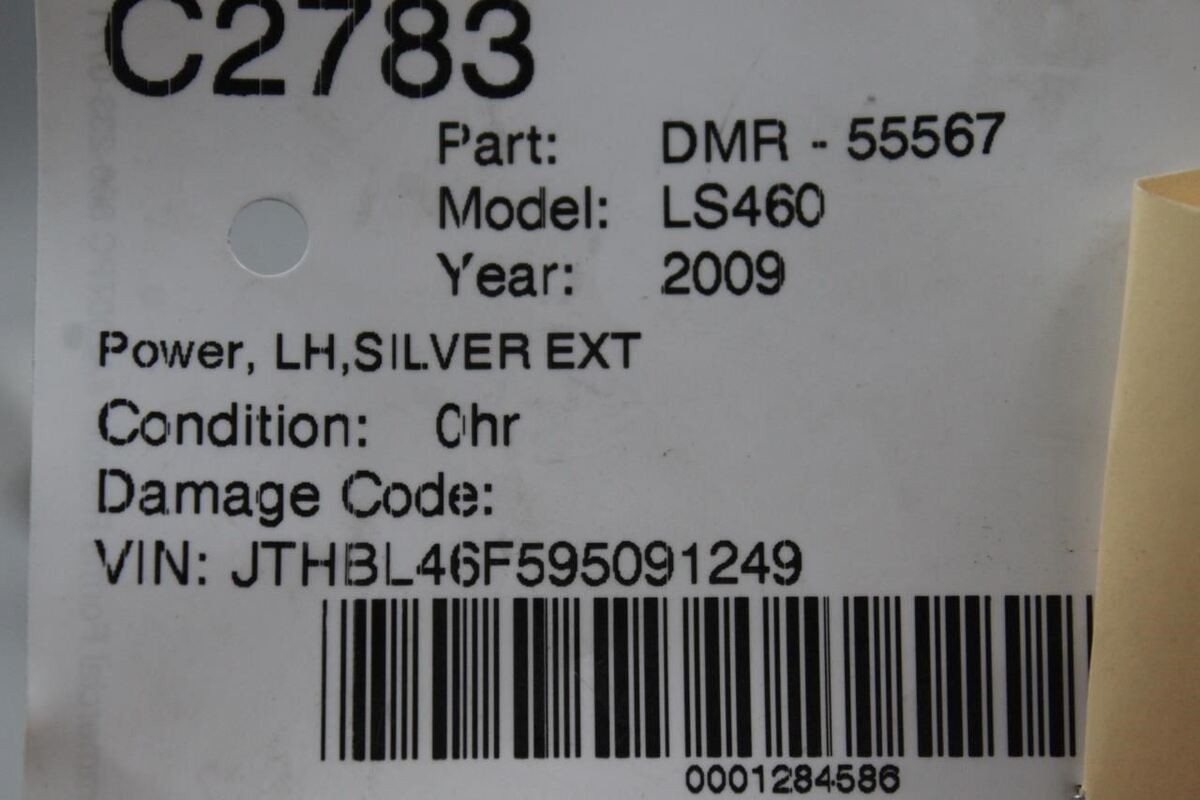 C2783
Part: DMR - 55567
Model: LS460
Year: 2009
Power, LH,SILVER EXT
Condition: 0hr
Damage Code:
VIN: JTHBL46F595091249
0001284586